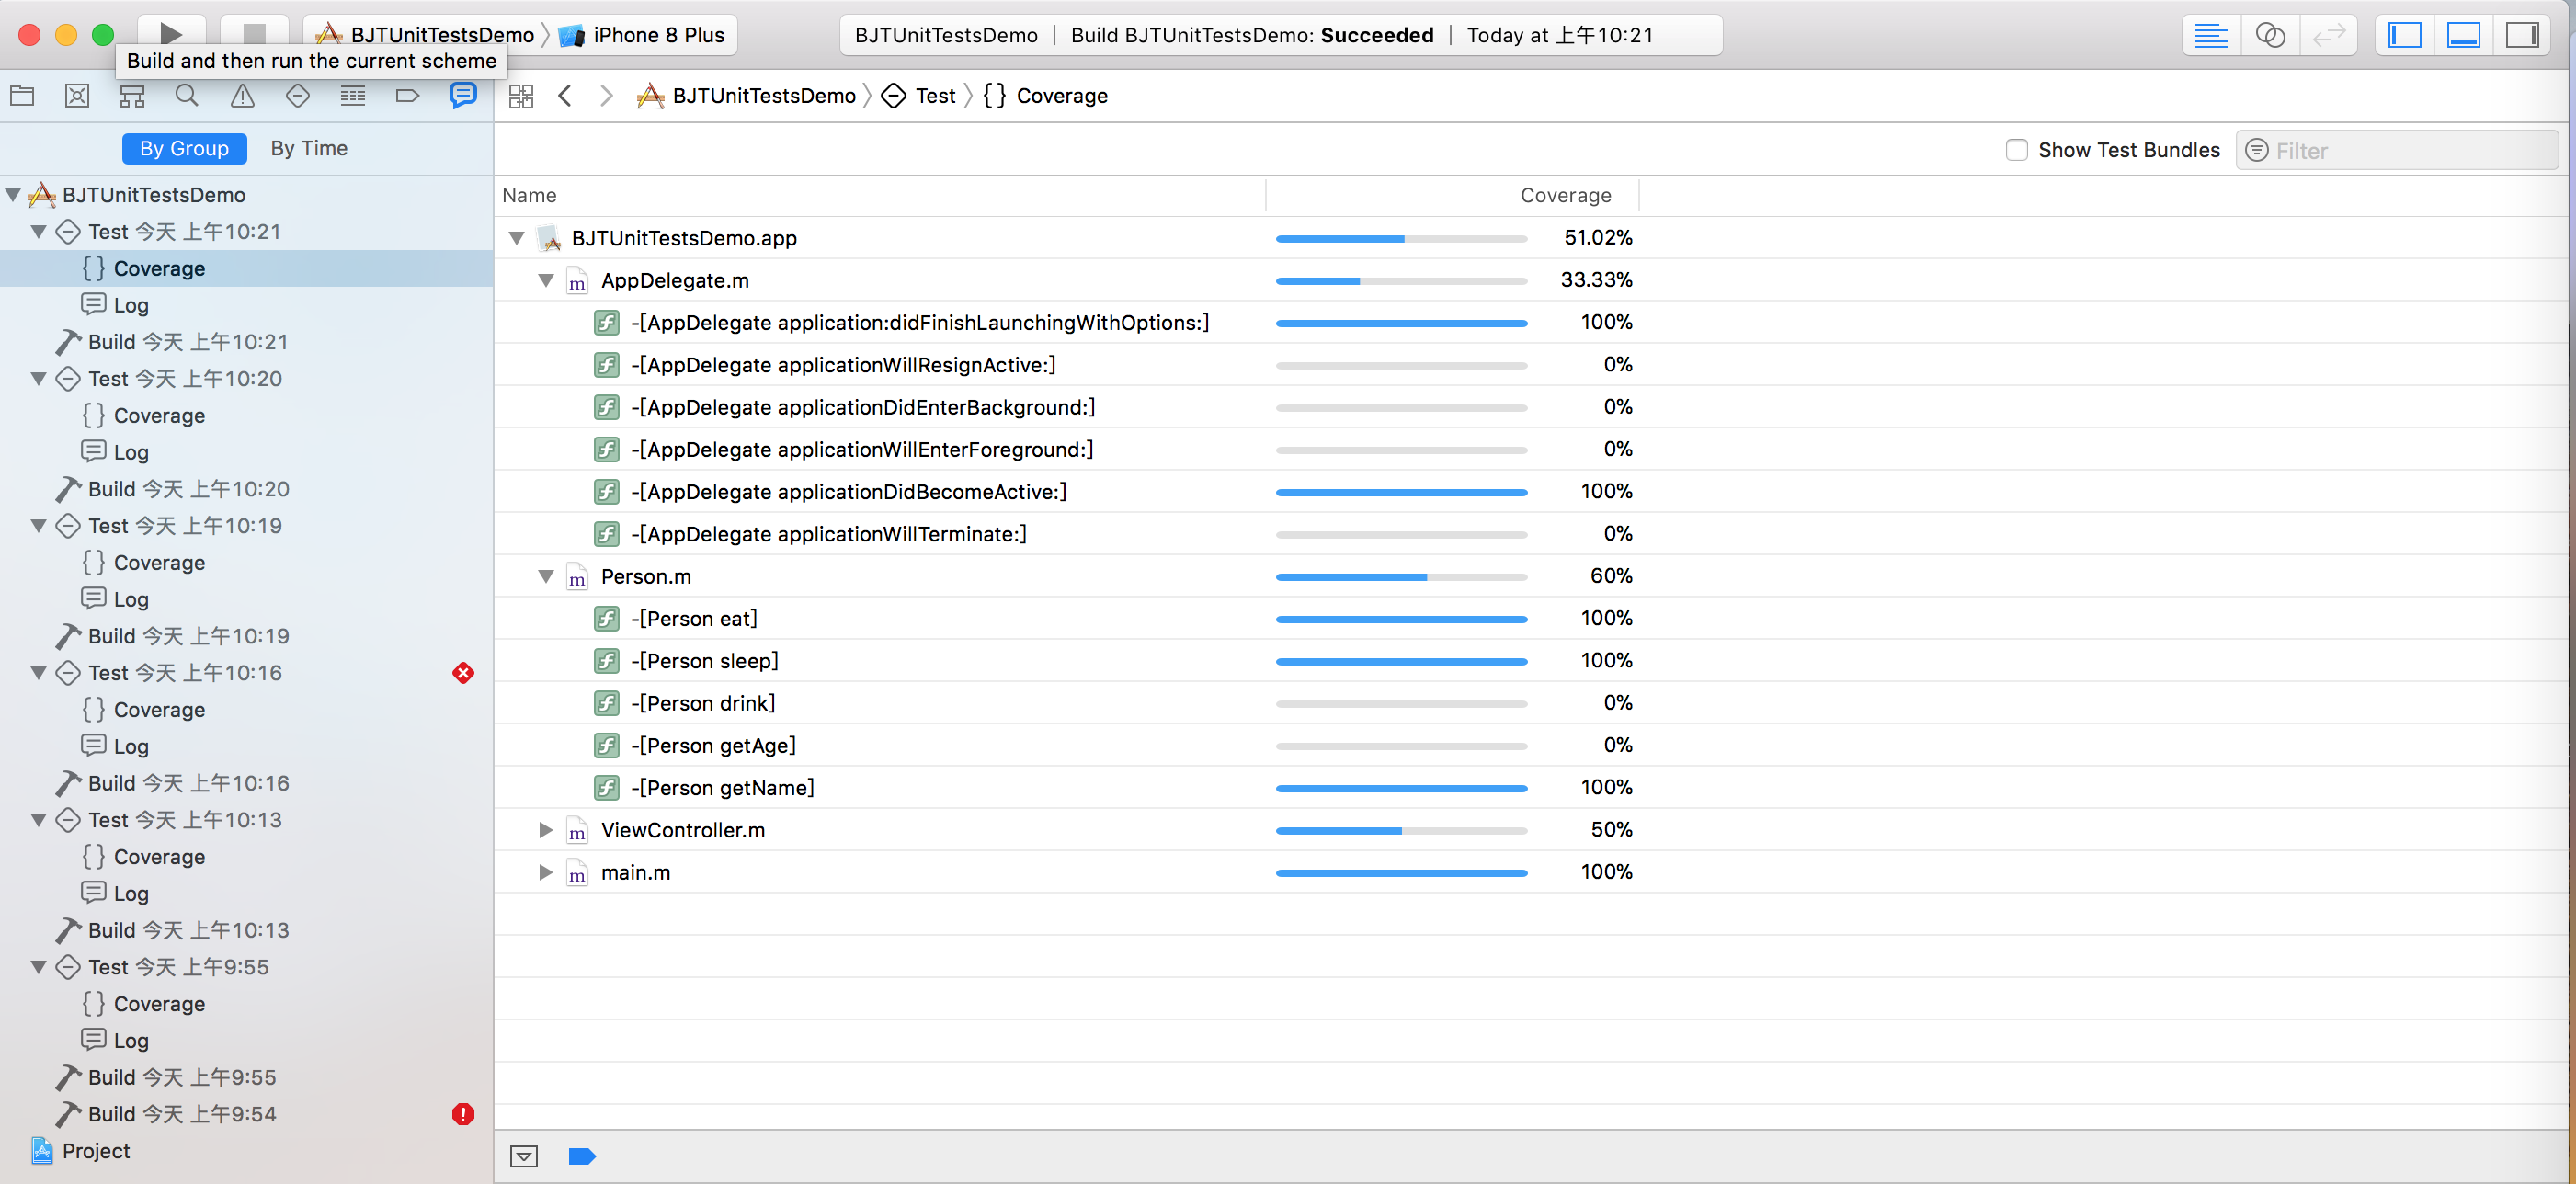 BJTUnitTestsDemo iPhone 8 Plus
BJTUnitTestsDemo | Build BJTUnitTestsDemo: Succeeded | Today at 上午10:21
Build and then run the current scheme
BJTUnitTestsDemo Test {} Coverage
By Group By Time
Show Test Bundles
Filter
BJTUnitTestsDemo
Test 今天 上午10:21
{} Coverage
Log
Build 今天 上午10:21
Test 今天 上午10:20
{} Coverage
Log
Build 今天 上午10:20
Test 今天 上午10:19
{} Coverage
Log
Build 今天 上午10:19
Test 今天 上午10:16
{} Coverage
Log
Build 今天 上午10:16
Test 今天 上午10:13
{} Coverage
Log
Build 今天 上午10:13
Test 今天 上午9:55
{} Coverage
Log
Build 今天 上午9:55
Build 今天 上午9:54
Project
Name Coverage
BJTUnitTestsDemo.app 51.02%
m AppDelegate.m 33.33%
f -[AppDelegate application:didFinishLaunchingWithOptions:] 100%
f -[AppDelegate applicationWillResignActive:] 0%
f -[AppDelegate applicationDidEnterBackground:] 0%
f -[AppDelegate applicationWillEnterForeground:] 0%
f -[AppDelegate applicationDidBecomeActive:] 100%
f -[AppDelegate applicationWillTerminate:] 0%
m Person.m 60%
f -[Person eat] 100%
f -[Person sleep] 100%
f -[Person drink] 0%
f -[Person getAge] 0%
f -[Person getName] 100%
m ViewController.m 50%
m main.m 100%